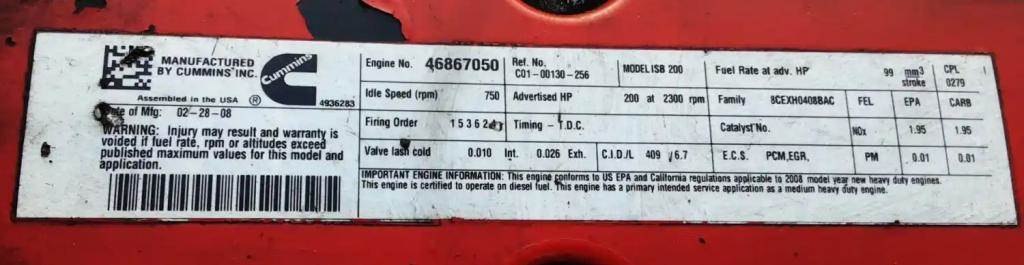 MANUFACTURED
BY CUMMINS INC.
Cummins
Assembled in the USA ® 4936283
of Mfg: 02-28-08
WARNING: Injury may result and warranty is
voided if fuel rate, rpm or altitudes exceed
published maximum values for this model and
application.
Engine No. 46867050
Ref. No.
C01-00130-256
MODEL ISB 200
Fuel Rate at adv. HP 99 mm³ stroke
CPL
0279
Idle Speed (rpm) 750
Advertised HP 200 at 2300 rpm
Family 8CEXH0408BAC
FEL EPA CARB
Firing Order 15362
Timing - T.D.C.
Catalyst No.
NOx 1.95 1.95
Valve lash cold 0.010 Int. 0.026 Exh.
C.I.D./L 409 /6.7
E.C.S. PCM,EGR,
PM 0.01 0.01
IMPORTANT ENGINE INFORMATION: This engine conforms to US EPA and California regulations applicable to 2008 model year new heavy duty engines.
This engine is certified to operate on diesel fuel. This engine has a primary intended service application as a medium heavy duty engine.